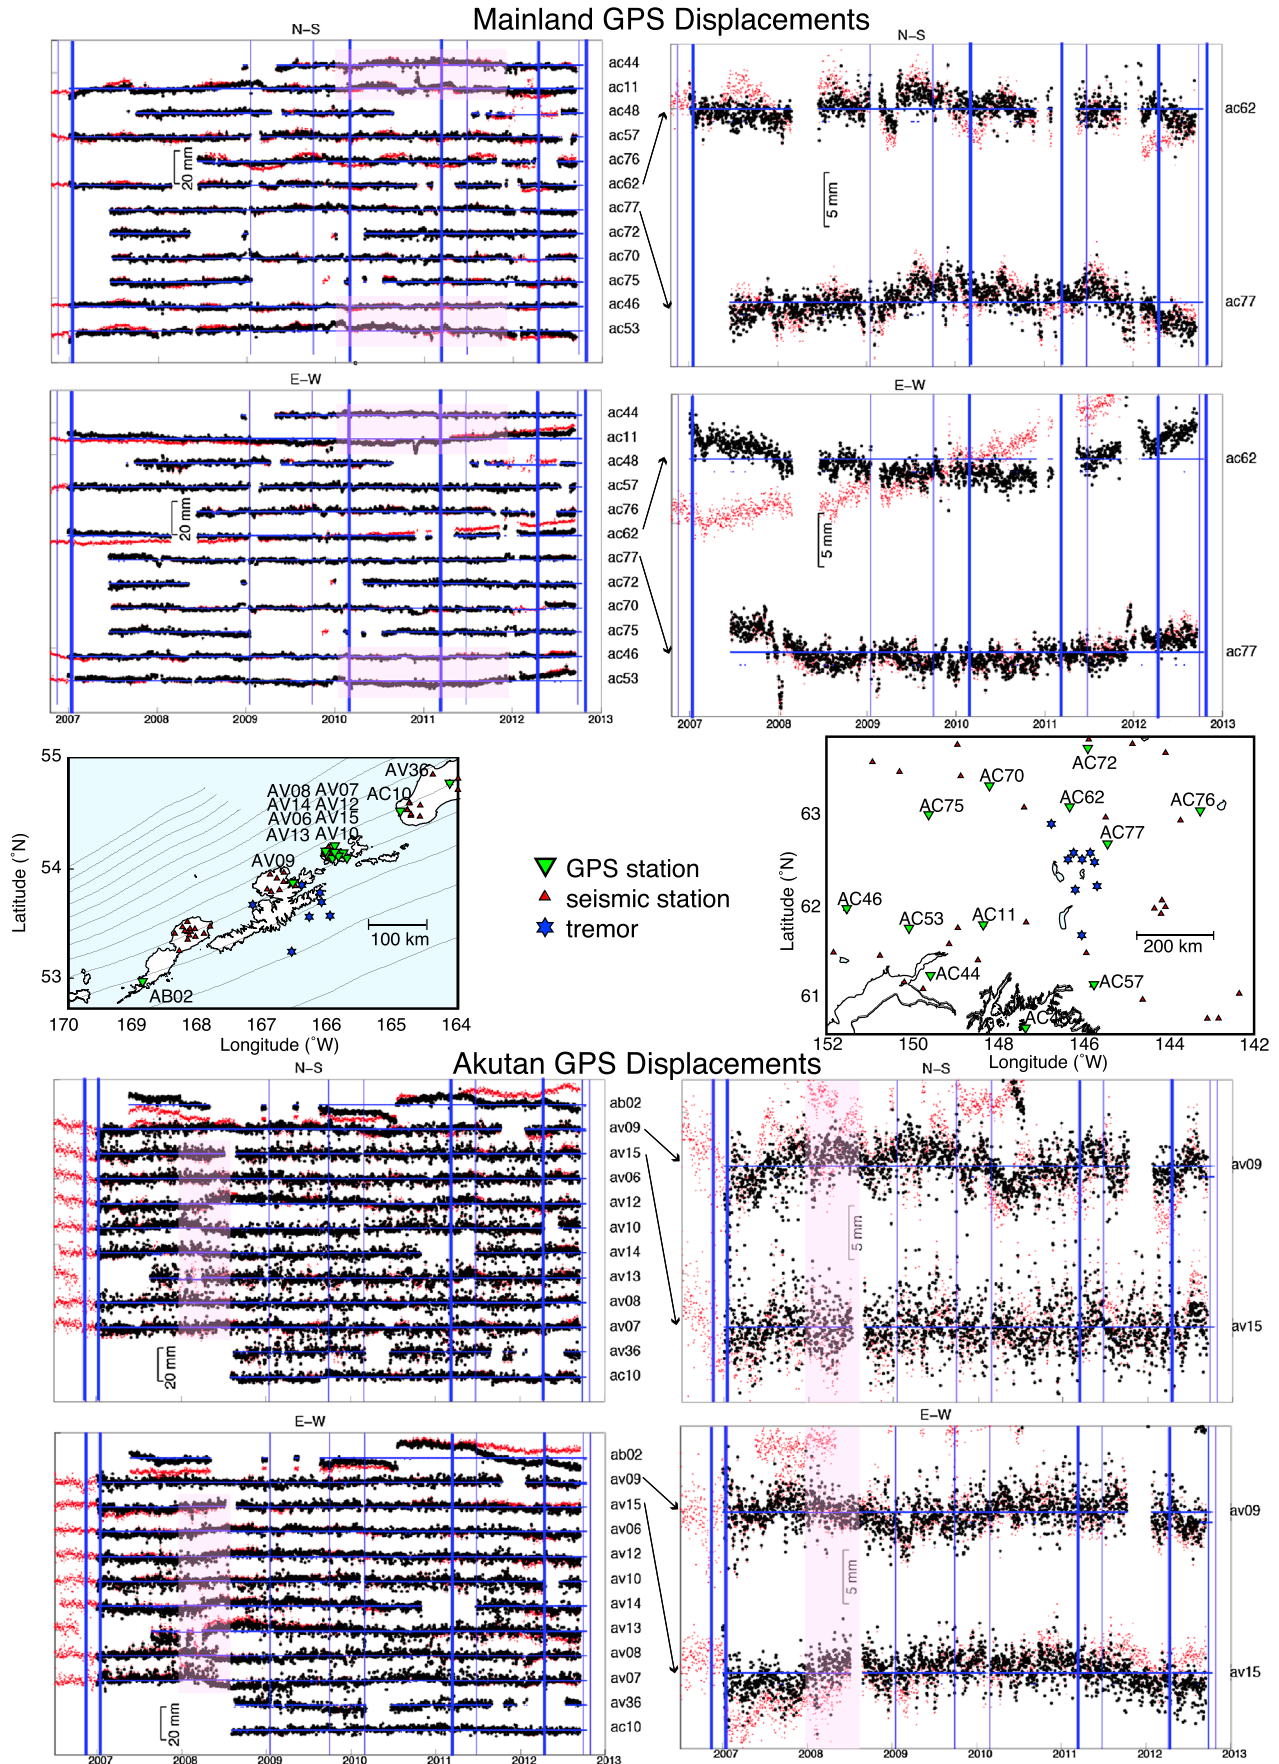 Mainland GPS Displacements
N–S
ac44
ac11
ac48
ac57
ac76
ac62
ac77
ac72
ac70
ac75
ac46
ac53
20 mm
N–S
ac62
5 mm
ac77
E–W
ac44
ac11
ac48
ac57
ac76
ac62
ac77
ac72
ac70
ac75
ac46
ac53
20 mm
2007 2008 2009 2010 2011 2012 2013
E–W
ac62
5 mm
ac77
2007 2008 2009 2010 2011 2012 2013
55
54
53
Latitude (˚N)
AV36
AV08 AV07
AC10
AV14 AV12
AV06 AV15
AV13 AV10
AV09
100 km
AB02
170 169 168 167 166 165 164
Longitude (˚W)
GPS station
seismic station
tremor
63
62
61
Latitude (˚N)
AC72
AC70
AC62
AC76
AC75
AC77
AC46
AC53
AC11
200 km
AC44
AC57
152 150 148 146 144 142
Longitude (˚W)
Akutan GPS Displacements
N–S
ab02
av09
av15
av06
av12
av10
av14
av13
av08
av07
av36
ac10
20 mm
N–S
av09
5 mm
av15
E–W
ab02
av09
av15
av06
av12
av10
av14
av13
av08
av07
av36
ac10
20 mm
2007 2008 2009 2010 2011 2012 2013
E–W
av09
5 mm
av15
2007 2008 2009 2010 2011 2012 2013